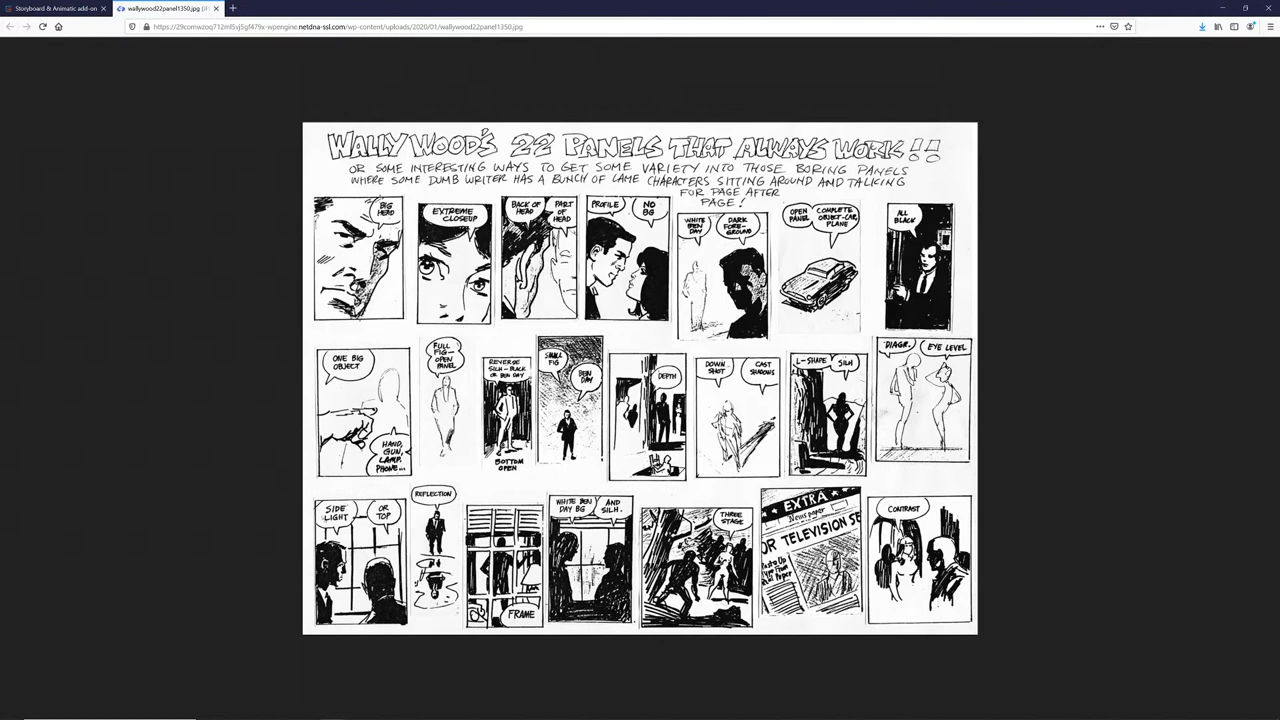 Storyboard & Animatic add-on
wallywood22panel1350.jpg (JPE
netdna-ssl.com/wp-content/uploads/2020/01/wallywood22panel1350.jpg
WALLY WOOD'S 22 PANELS THAT ALWAYS WORK!!
OR SOME INTERESTING WAYS TO GET SOME VARIETY INTO THOSE BORING PANELS
WHERE SOME DUMB WRITER HAS A BUNCH OF LAME CHARACTERS SITTING AROUND AND TALKING
FOR PAGE AFTER
PAGE!
BIG
HEAD
EXTREME
CLOSEUP
BACK OF
HEAD
PART
OF
HEAD
PROFILE
NO
BG
WHITE
BEN
DAY
DARK
FORE-
GROUND
OPEN
PANEL
COMPLETE
OBJECT-CAR,
PLANE
ALL
BLACK
ONE BIG
OBJECT
HAND,
GUN,
LAMP,
PHONE...
FULL
FIG-
OPEN
PANEL
REVERSE
SILH-BLACK
OR BEN DAY
BOTTOM
OPEN
SMALL
FIG
BEN
DAY
DEPTH
DOWN
SHOT
CAST
SHADOWS
L-SHAPE
SILH
DIAGR.
EYE LEVEL
SIDE
LIGHT
OR
TOP
REFLECTION
FRAME
WHITE BEN
DAY BG
AND
SILH.
THREE
STAGE
EXTRA
Newspaper
OR TELEVISION SE
CONTRAST